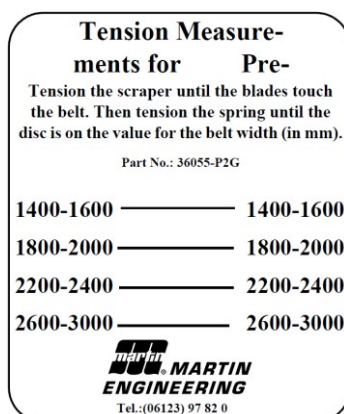 Tension Measure-
ments for Pre-
Tension the scraper until the blades touch
the belt. Then tension the spring until the
disc is on the value for the belt width (in mm).
Part No.: 36055-P2G
1400-1600 1400-1600
1800-2000 1800-2000
2200-2400 2200-2400
2600-3000 2600-3000
martin® MARTIN
ENGINEERING
Tel.:(06123) 97 82 0